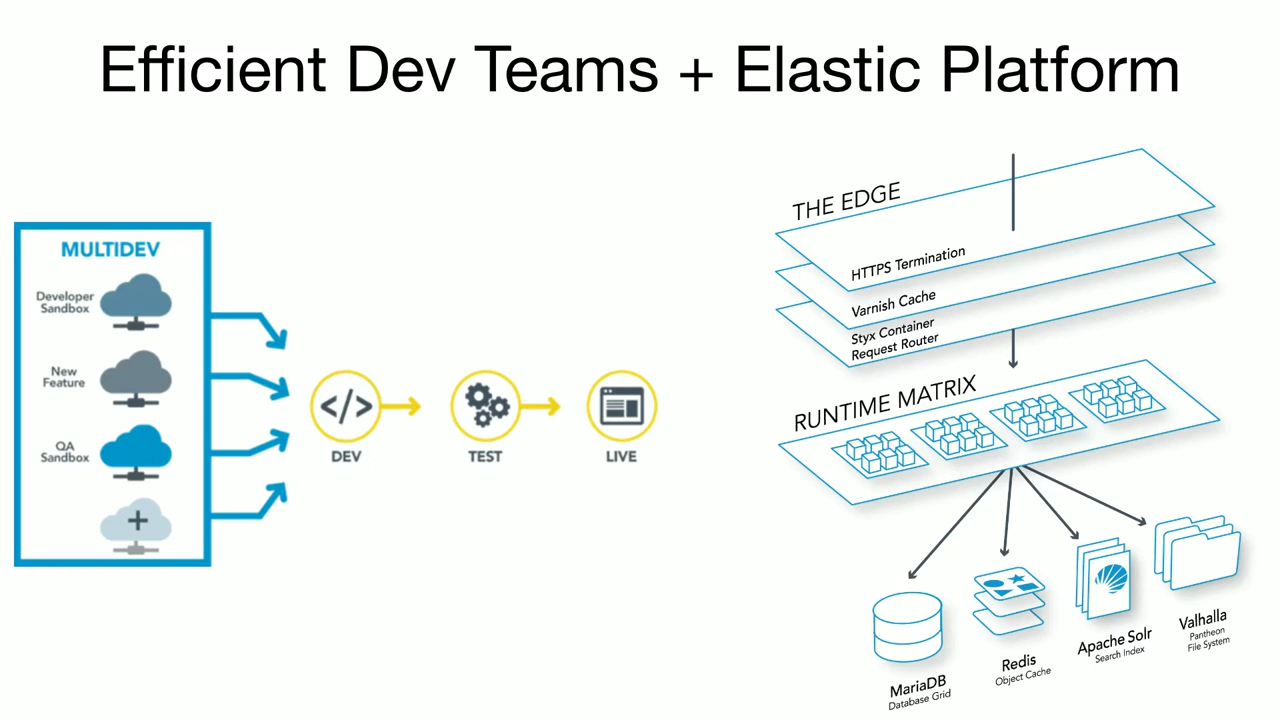 Efficient Dev Teams + Elastic Platform
MULTIDEV
Developer
Sandbox
New
Feature
QA
Sandbox
+
</>
DEV
TEST
LIVE
THE EDGE
HTTPS Termination
Varnish Cache
Styx Container
Request Router
RUNTIME MATRIX
MariaDB
Database Grid
Redis
Object Cache
Apache Solr
Search Index
Valhalla
Pantheon
File System